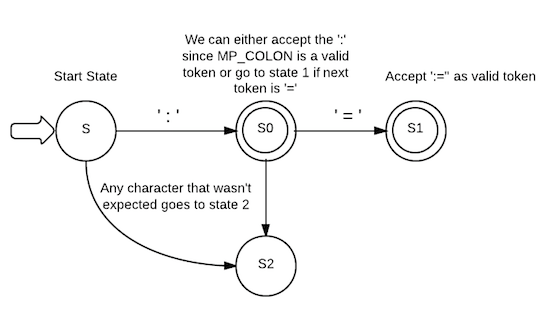 We can either accept the ':'
since MP_COLON is a valid
token or go to state 1 if next
token is '='
Start State
Accept ':=" as valid token
S
' : '
S0
' = '
S1
Any character that wasn't
expected goes to state 2
S2